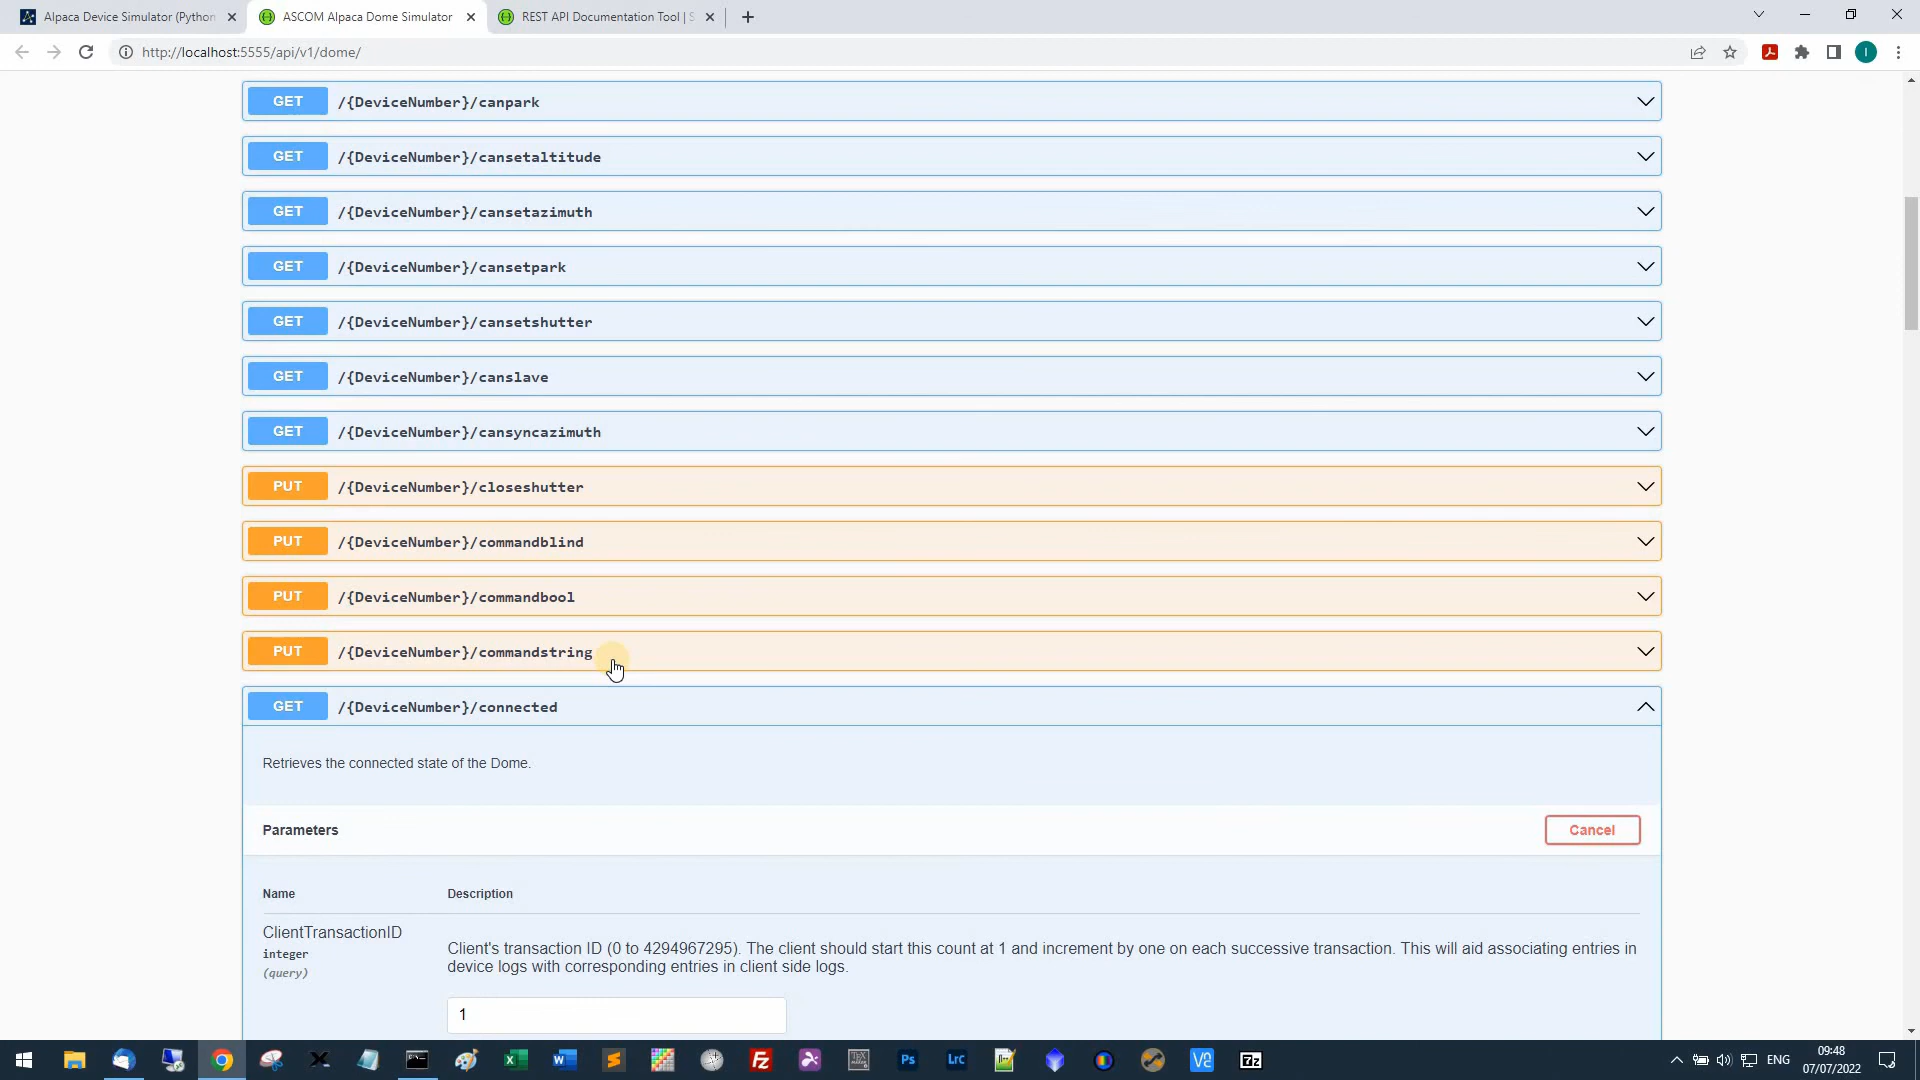 Alpaca Device Simulator (Python
ASCOM Alpaca Dome Simulator
REST API Documentation Tool | S
http://localhost:5555/api/v1/dome/
I
GET /{DeviceNumber}/canpark
GET /{DeviceNumber}/cansetaltitude
GET /{DeviceNumber}/cansetazimuth
GET /{DeviceNumber}/cansetpark
GET /{DeviceNumber}/cansetshutter
GET /{DeviceNumber}/canslave
GET /{DeviceNumber}/cansyncazimuth
PUT /{DeviceNumber}/closeshutter
PUT /{DeviceNumber}/commandblind
PUT /{DeviceNumber}/commandbool
PUT /{DeviceNumber}/commandstring
GET /{DeviceNumber}/connected
Retrieves the connected state of the Dome.
Parameters Cancel
Name Description
ClientTransactionID
integer
(query)
Client's transaction ID (0 to 4294967295). The client should start this count at 1 and increment by one on each successive transaction. This will aid associating entries in
device logs with corresponding entries in client side logs.
1
Ps Lrc 7z
ENG
09:48
07/07/2022